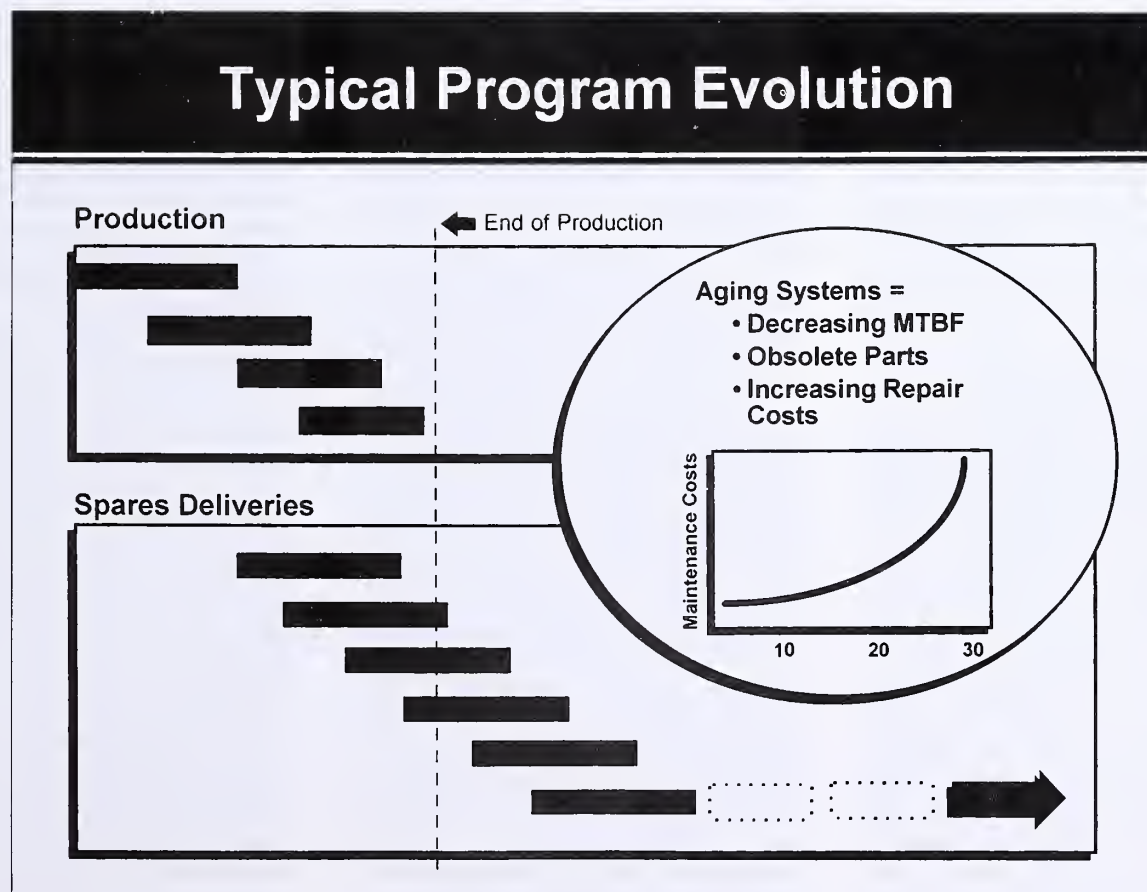 Typical Program Evolution
Production
End of Production
Aging Systems =
• Decreasing MTBF
• Obsolete Parts
• Increasing Repair
Costs
Maintenance Costs
10 20 30
Spares Deliveries